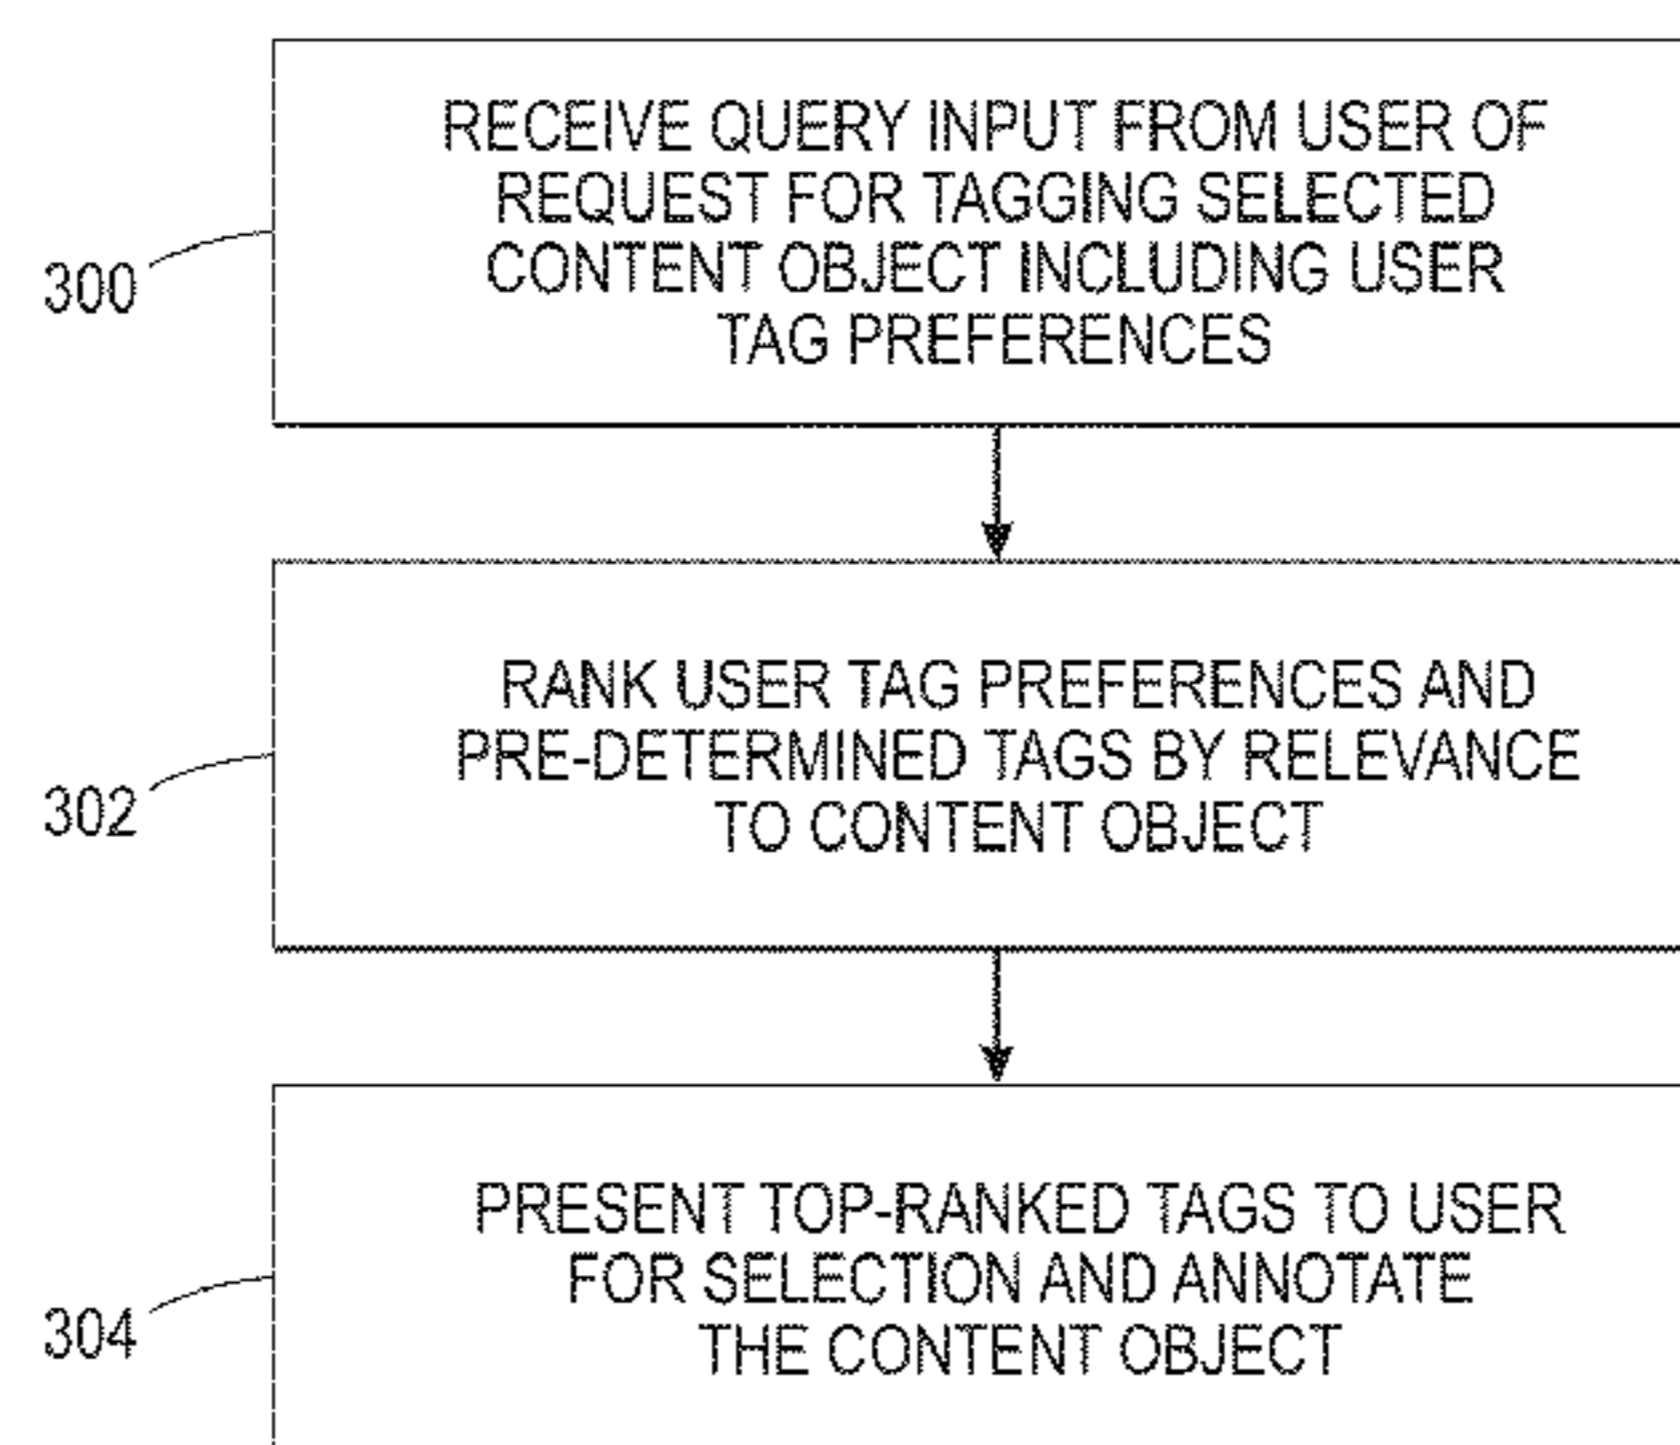 RECEIVE QUERY INPUT FROM USER OF
REQUEST FOR TAGGING SELECTED
CONTENT OBJECT INCLUDING USER
TAG PREFERENCES
300
RANK USER TAG PREFERENCES AND
PRE-DETERMINED TAGS BY RELEVANCE
TO CONTENT OBJECT
302
PRESENT TOP-RANKED TAGS TO USER
FOR SELECTION AND ANNOTATE
THE CONTENT OBJECT
304